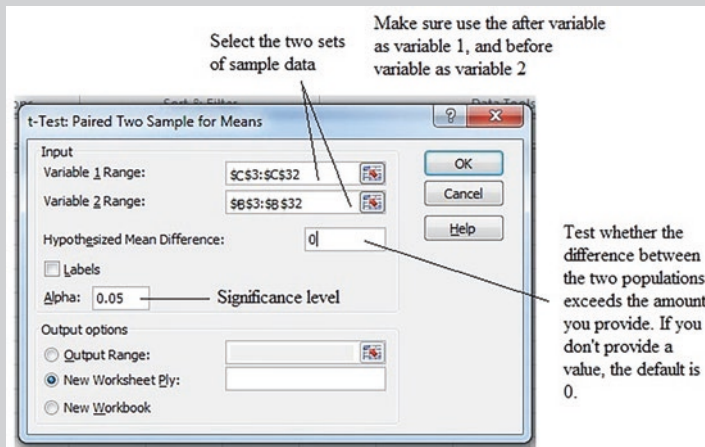 Make sure use the after variable
as variable 1, and before
variable as variable 2
Select the two sets
of sample data
Sort & Filter
Data Tools
t-Test: Paired Two Sample for Means
Input
Variable 1 Range:
$C$3:$C$32
Variable 2 Range:
$B$3:$B$32
Hypothesized Mean Difference:
0
Labels
Alpha:
0.05
Significance level
Output options
Output Range:
New Worksheet Ply:
New Workbook
OK
Cancel
Help
Test whether the
difference between
the two populations
exceeds the amount
you provide. If you
don't provide a
value, the default is
0.